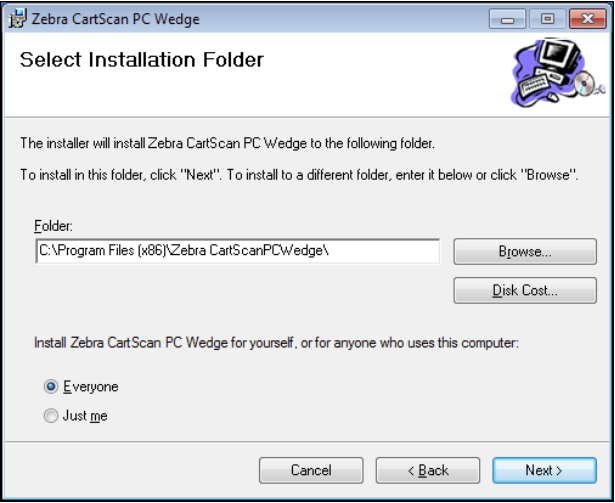 Zebra CartScan PC Wedge
Select Installation Folder
The installer will install Zebra CartScan PC Wedge to the following folder.
To install in this folder, click "Next". To install to a different folder, enter it below or click "Browse".
Folder:
C:\Program Files (x86)\Zebra CartScanPCWedge\
Browse...
Disk Cost...
Install Zebra CartScan PC Wedge for yourself, or for anyone who uses this computer:
Everyone
Just me
Cancel
< Back
Next >